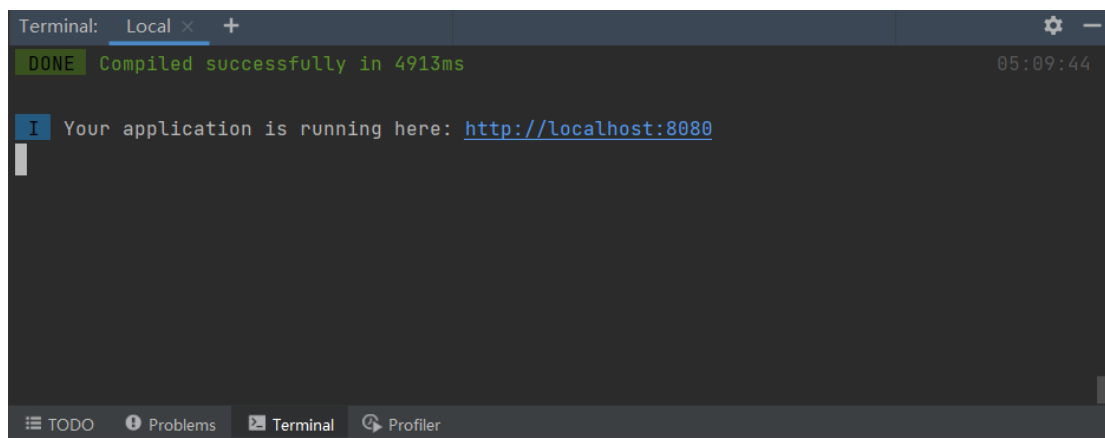 Terminal: Local × +
DONE Compiled successfully in 4913ms 05:09:44
I Your application is running here: http://localhost:8080
TODO Problems Terminal Profiler